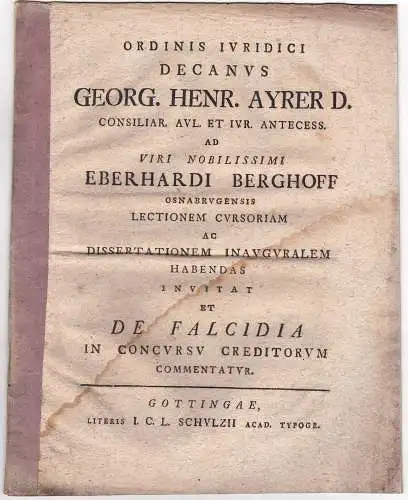 ORDINIS IVRIDICI
DECANVS
GEORG. HENR. AYRER D.
CONSILIAR. AVL. ET IVR. ANTECESS.
AD
VIRI NOBILISSIMI
EBERHARDI BERGHOFF
OSNABRVGENSIS
LECTIONEM CVRSORIAM
AC
DISSERTATIONEM INAVGVRALEM
HABENDAS
INVITAT
ET
DE FALCIDIA
IN CONCVRSV CREDITORVM
COMMENTATVR.
GOTTINGAE,
LITERIS I. C. L. SCHVLZII ACAD. TYPOGR.